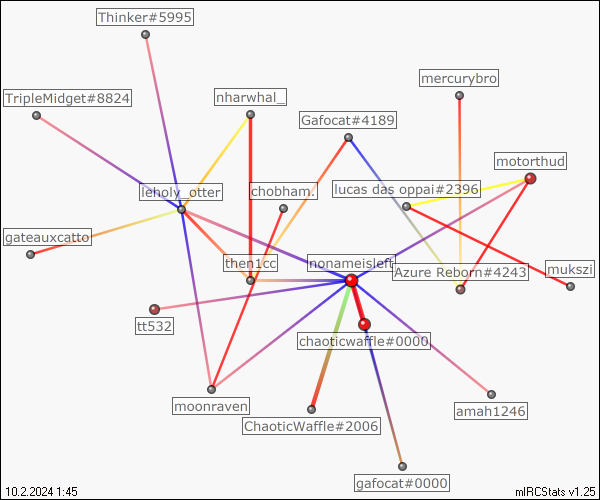 Thinker#5995
mercurybro
TripleMidget#8824
nharwhal_
Gafocat#4189
motorthud
leholy_otter
chobham.
lucas das oppai#2396
gateauxcatto
then1cc
nonameisleft
Azure Reborn#4243
mukszi
tt532
chaoticwaffle#0000
moonraven
amah1246
ChaoticWaffle#2006
gafocat#0000
10.2.2024 1:45
mIRCStats v1.25